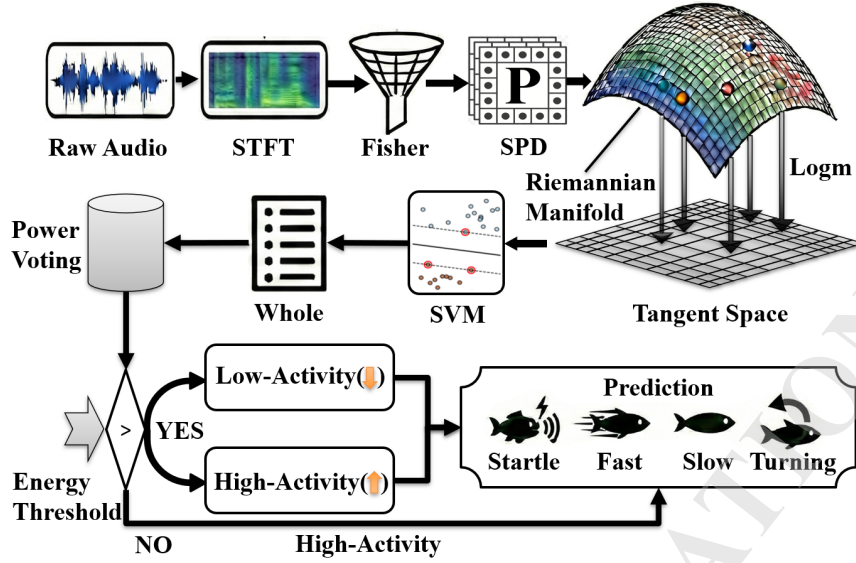 Raw Audio
STFT
Fisher
P
SPD
Riemannian
Manifold
Logm
Power
Voting
Whole
SVM
Tangent Space
Low-Activity(⬇)
Prediction
>
YES
Startle
Fast
Slow
Turning
High-Activity(⬆)
Energy
Threshold
NO
High-Activity
ATION